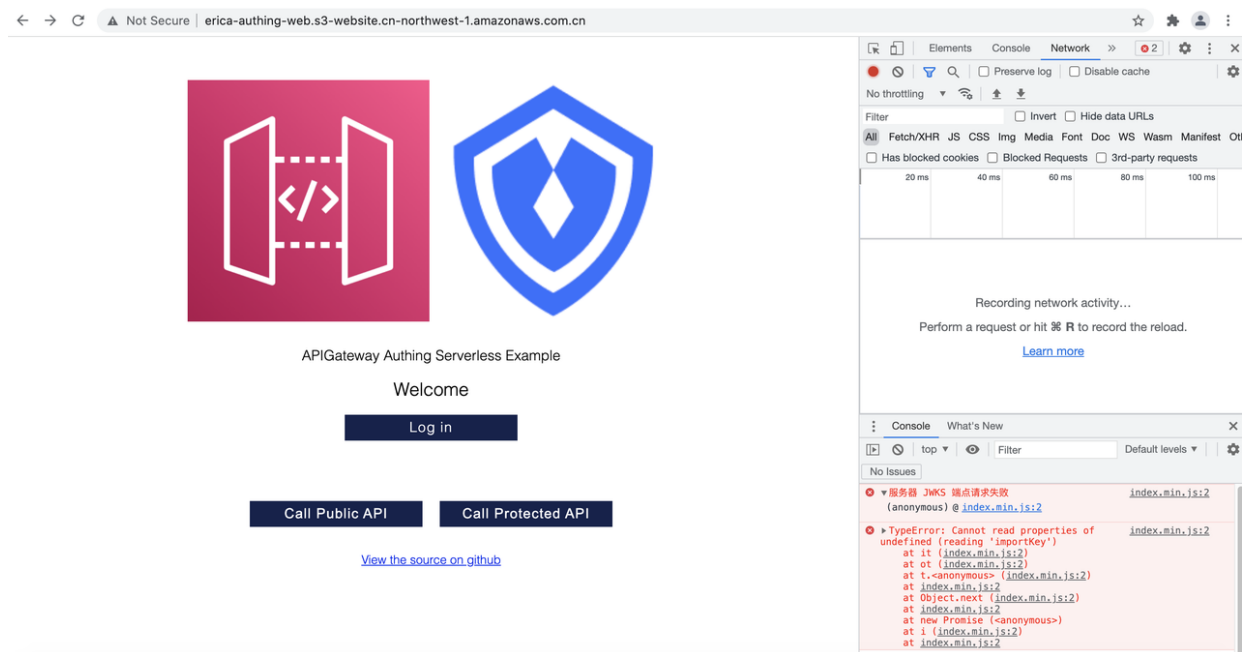 Not Secure erica-authing-web.s3-website.cn-northwest-1.amazonaws.com.cn
APIGateway Authing Serverless Example
Welcome
Log in
Call Public API Call Protected API
View the source on github
Elements Console Network » 2
Preserve log Disable cache
No throttling
Filter Invert Hide data URLs
All Fetch/XHR JS CSS Img Media Font Doc WS Wasm Manifest
Has blocked cookies Blocked Requests 3rd-party requests
20 ms 40 ms 60 ms 80 ms 100 ms
Recording network activity…
Perform a request or hit ⌘ R to record the reload.
Learn more
Console What's New
top Filter Default levels
No Issues
服务器 JWKS 端点请求失败 index.min.js:2
(anonymous) @ index.min.js:2
TypeError: Cannot read properties of index.min.js:2
undefined (reading 'importKey')
at it (index.min.js:2)
at ot (index.min.js:2)
at t.<anonymous> (index.min.js:2)
at index.min.js:2
at Object.next (index.min.js:2)
at index.min.js:2
at new Promise (<anonymous>)
at i (index.min.js:2)
at index.min.js:2